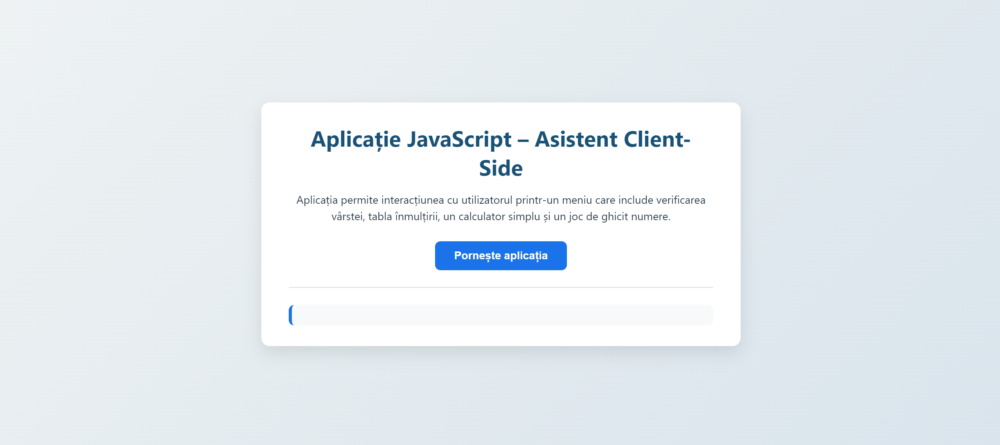 Aplicație JavaScript – Asistent Client-
Side
Aplicația permite interacțiunea cu utilizatorul printr-un meniu care include verificarea
vârstei, tabla înmulțirii, un calculator simplu și un joc de ghicit numere.
Pornește aplicația